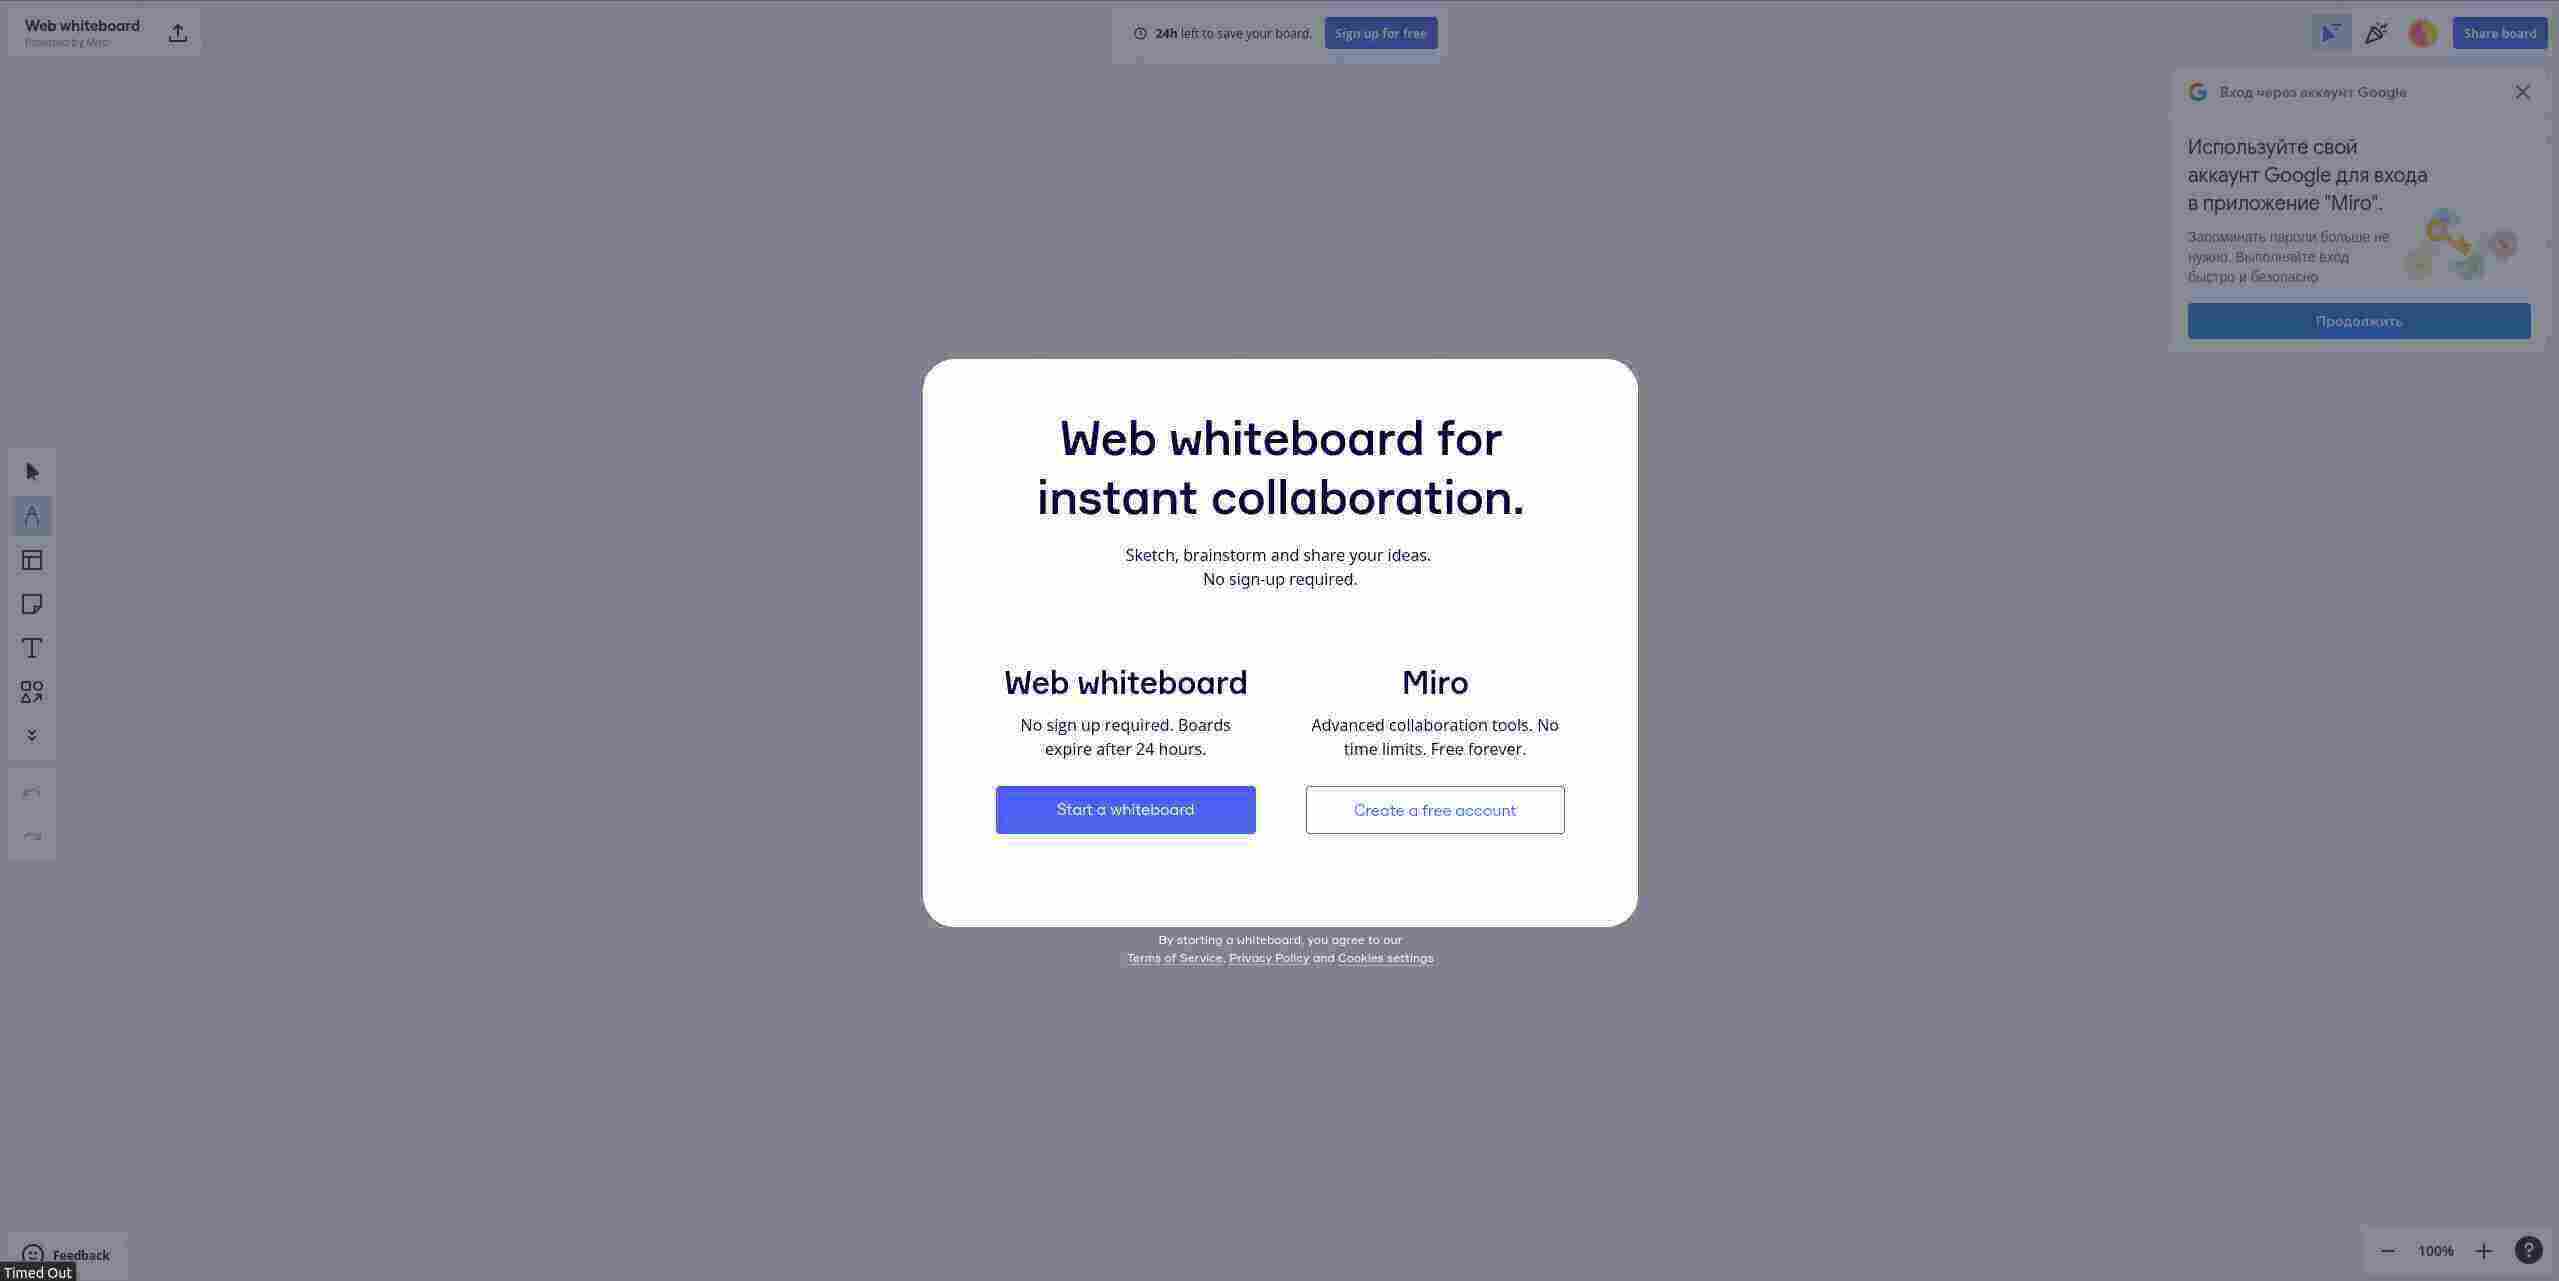 Web whiteboard
Powered by Miro
24h left to save your board.
Sign up for free
Share board
Вход через аккаунт Google
Используйте свой
аккаунт Google для входа
в приложение "Miro".
Запоминать пароли больше не
нужно. Выполняйте вход
быстро и безопасно
Продолжить
Web whiteboard for
instant collaboration.
Sketch, brainstorm and share your ideas.
No sign-up required.
Web whiteboard
No sign up required. Boards
expire after 24 hours.
Start a whiteboard
Miro
Advanced collaboration tools. No
time limits. Free forever.
Create a free account
By starting a whiteboard, you agree to our
Terms of Service, Privacy Policy and Cookies settings
Feedback
Timed Out
100%